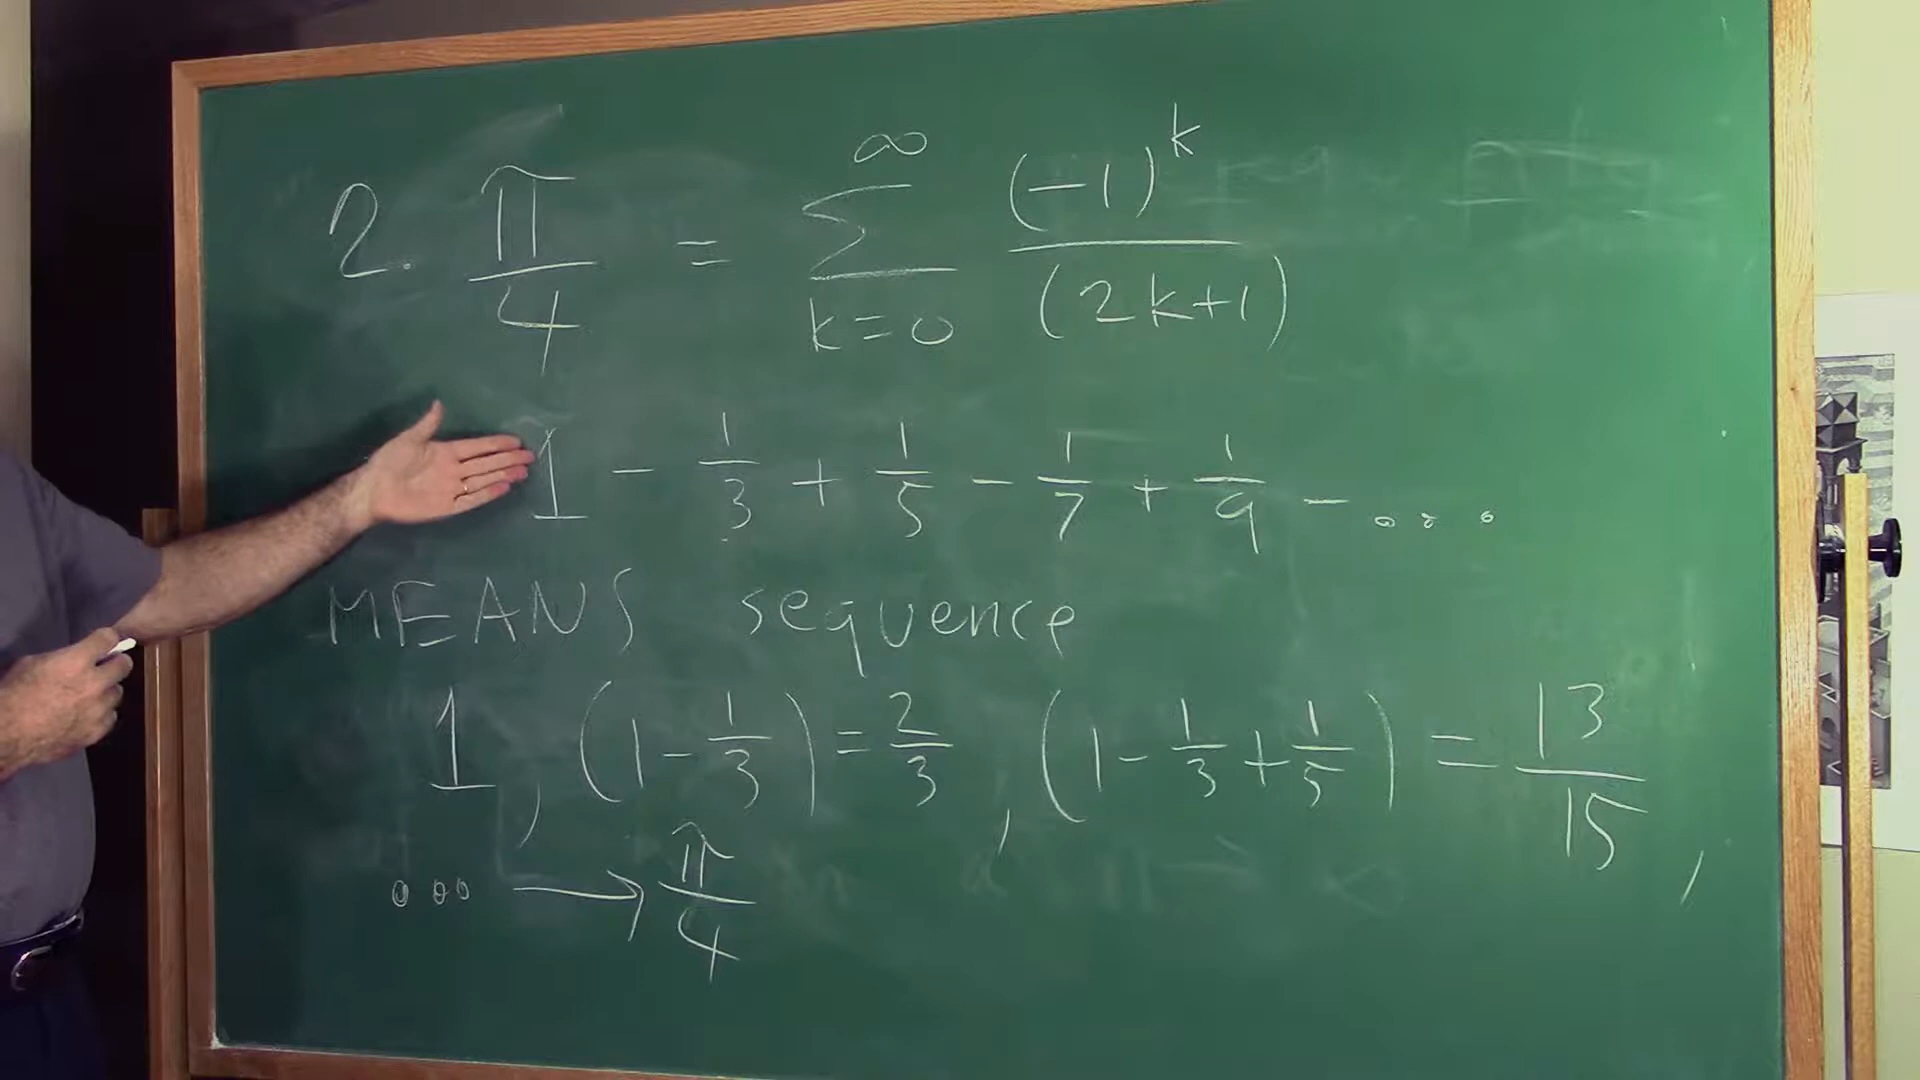 2. π/4 = ∑_{k=0}^{∞} (-1)^k/(2k+1)
1 - 1/3 + 1/5 - 1/7 + 1/9 - ...
MEANS sequence
1, (1 - 1/3) = 2/3, (1 - 1/3 + 1/5) = 13/15,
... → π/4